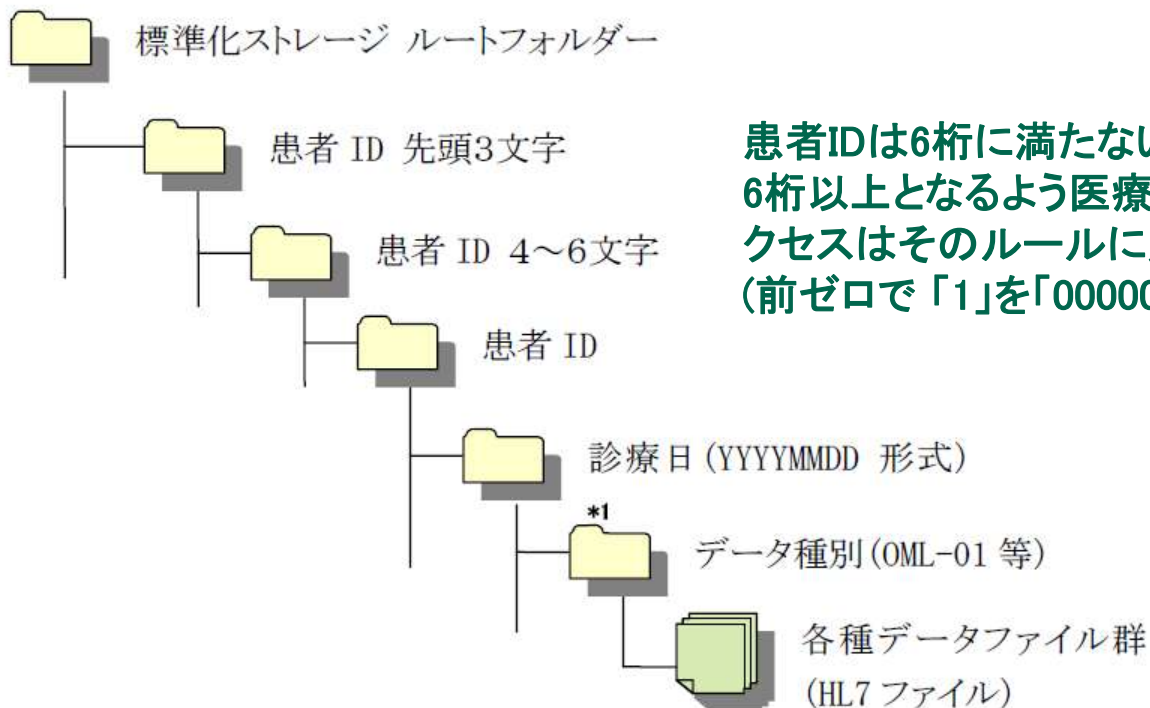 標準化ストレージ ルートフォルダー
患者 ID 先頭3文字
患者 ID 4～6文字
患者 ID
診療日(YYYYMMDD 形式)
*1
データ種別(OML-01 等)
各種データファイル群
(HL7 ファイル)
患者IDは6桁に満たない
6桁以上となるよう医療
クセスはそのルールに
(前ゼロで 「1」を「00000